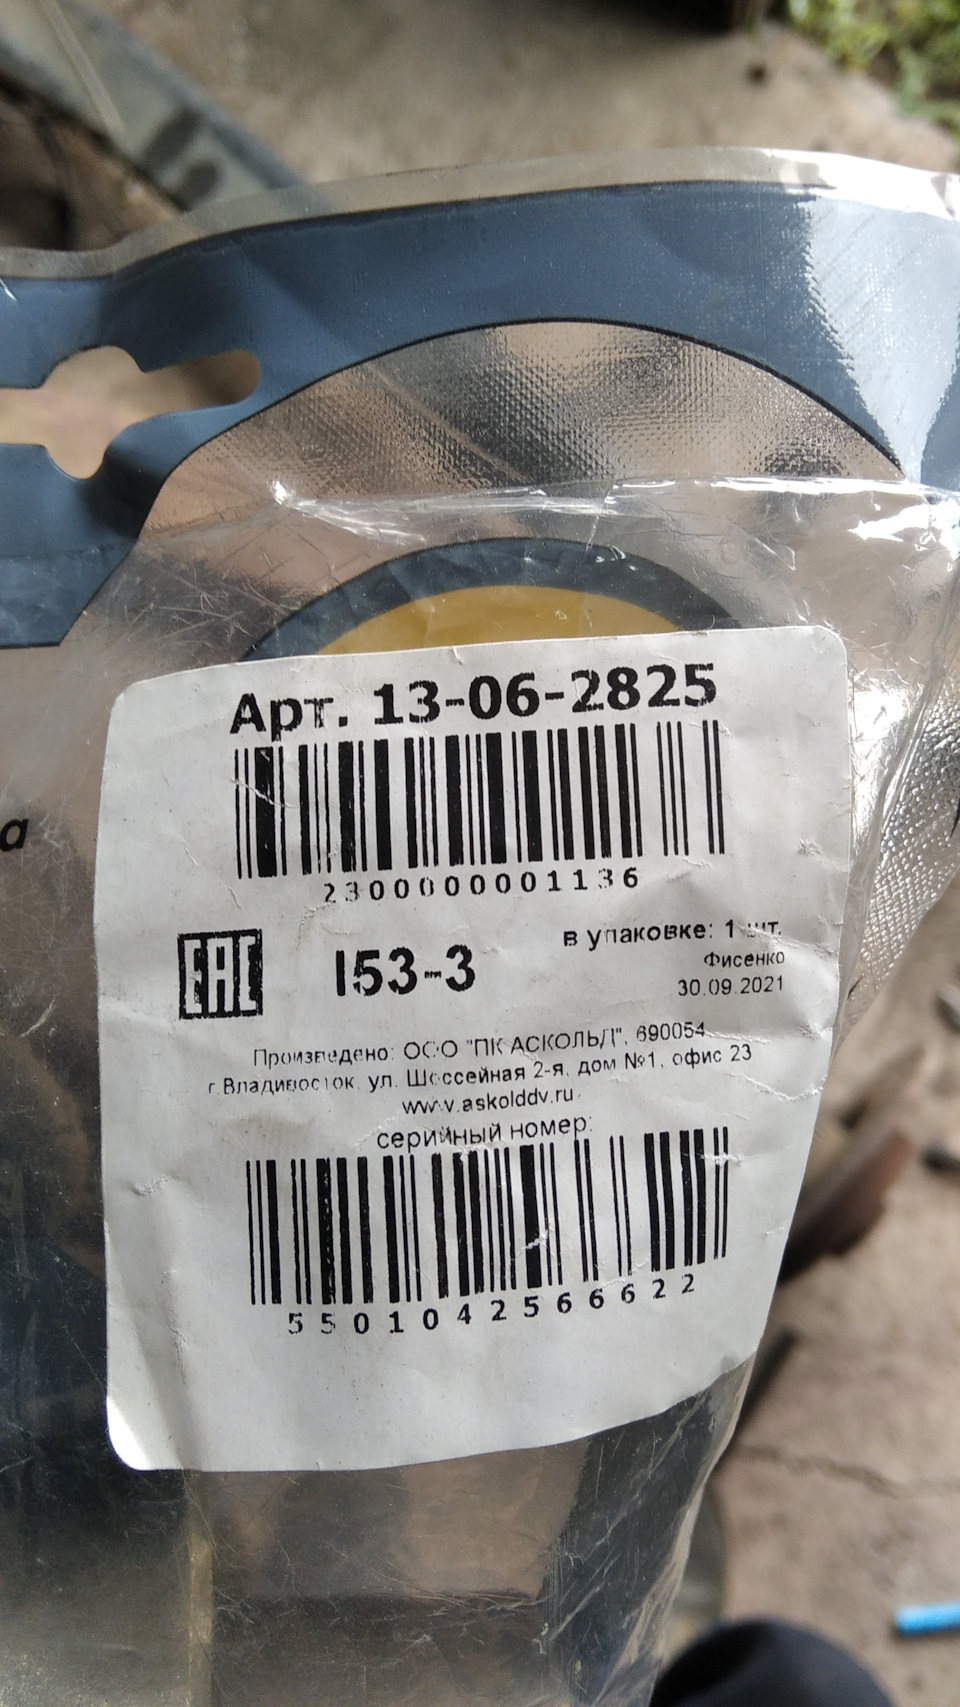 Арт. 13-06-2825
2300000001136
а
EAC
I53-3
в упаковке: 1 шт.
Фисенко
30.09.2021
Произведено: ООО "ПК АСКОЛЬД", 690054
г.Владивосток, ул. Шоссейная 2-я, дом №1, офис 23
www.askolddv.ru
серийный номер:
550104256622